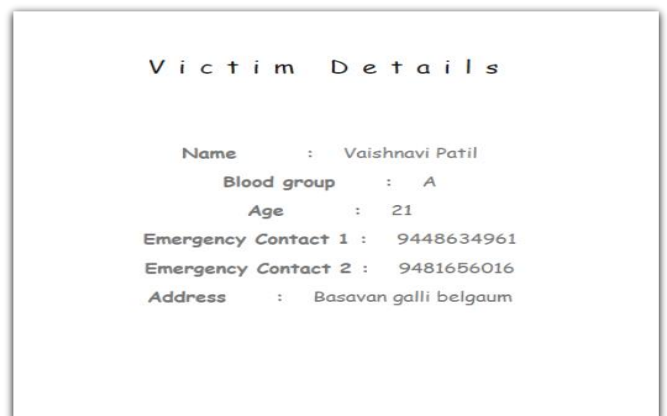 Victim Details
Name : Vaishnavi Patil
Blood group : A
Age : 21
Emergency Contact 1 : 9448634961
Emergency Contact 2 : 9481656016
Address : Basavan galli belgaum